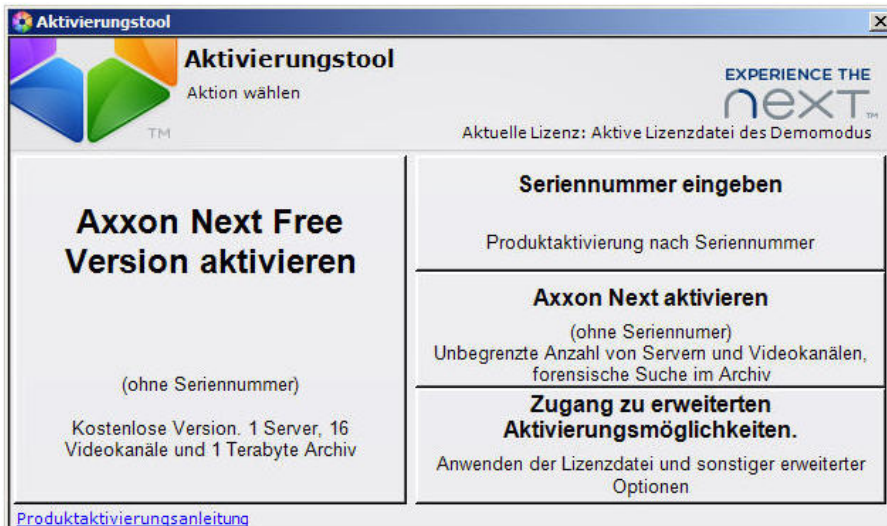 Aktivierungstool
Aktivierungstool
Aktion wählen
TM
EXPERIENCE THE
next™
Aktuelle Lizenz: Aktive Lizenzdatei des Demomodus
Axxon Next Free
Version aktivieren
(ohne Seriennummer)
Kostenlose Version. 1 Server, 16
Videokanäle und 1 Terabyte Archiv
Seriennummer eingeben
Produktaktivierung nach Seriennummer
Axxon Next aktivieren
(ohne Seriennumer)
Unbegrenzte Anzahl von Servern und Videokanälen,
forensische Suche im Archiv
Zugang zu erweiterten
Aktivierungsmöglichkeiten.
Anwenden der Lizenzdatei und sonstiger erweiterter
Optionen
Produktaktivierungsanleitung